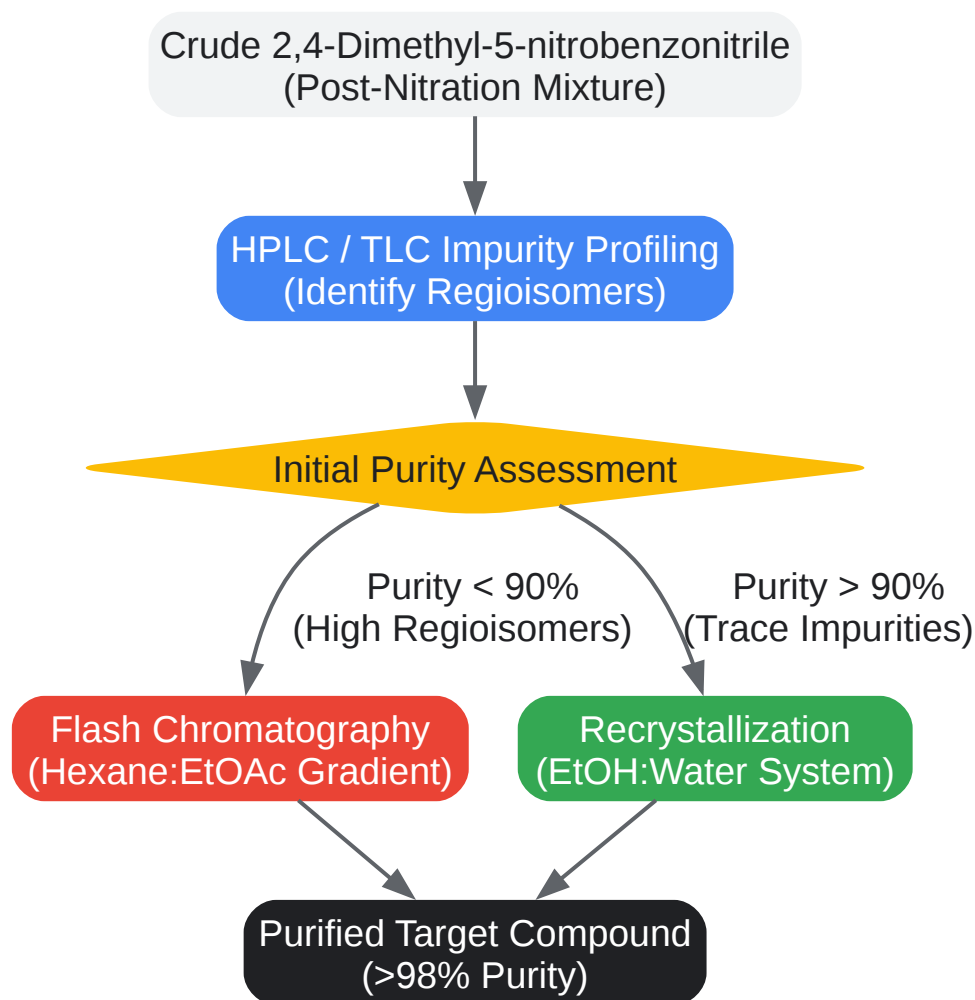 Crude 2,4-Dimethyl-5-nitrobenzonitrile
(Post-Nitration Mixture)
HPLC / TLC Impurity Profiling
(Identify Regioisomers)
Initial Purity Assessment
Purity < 90%
(High Regioisomers)
Purity > 90%
(Trace Impurities)
Flash Chromatography
(Hexane:EtOAc Gradient)
Recrystallization
(EtOH:Water System)
Purified Target Compound
(>98% Purity)